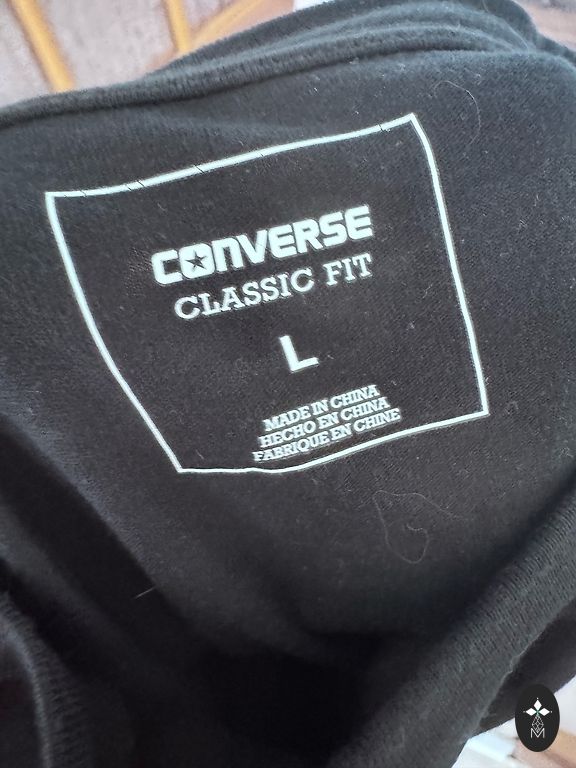 CONVERSE
CLASSIC FIT
L
MADE IN CHINA
HECHO EN CHINA
FABRIQUE EN CHINE
M